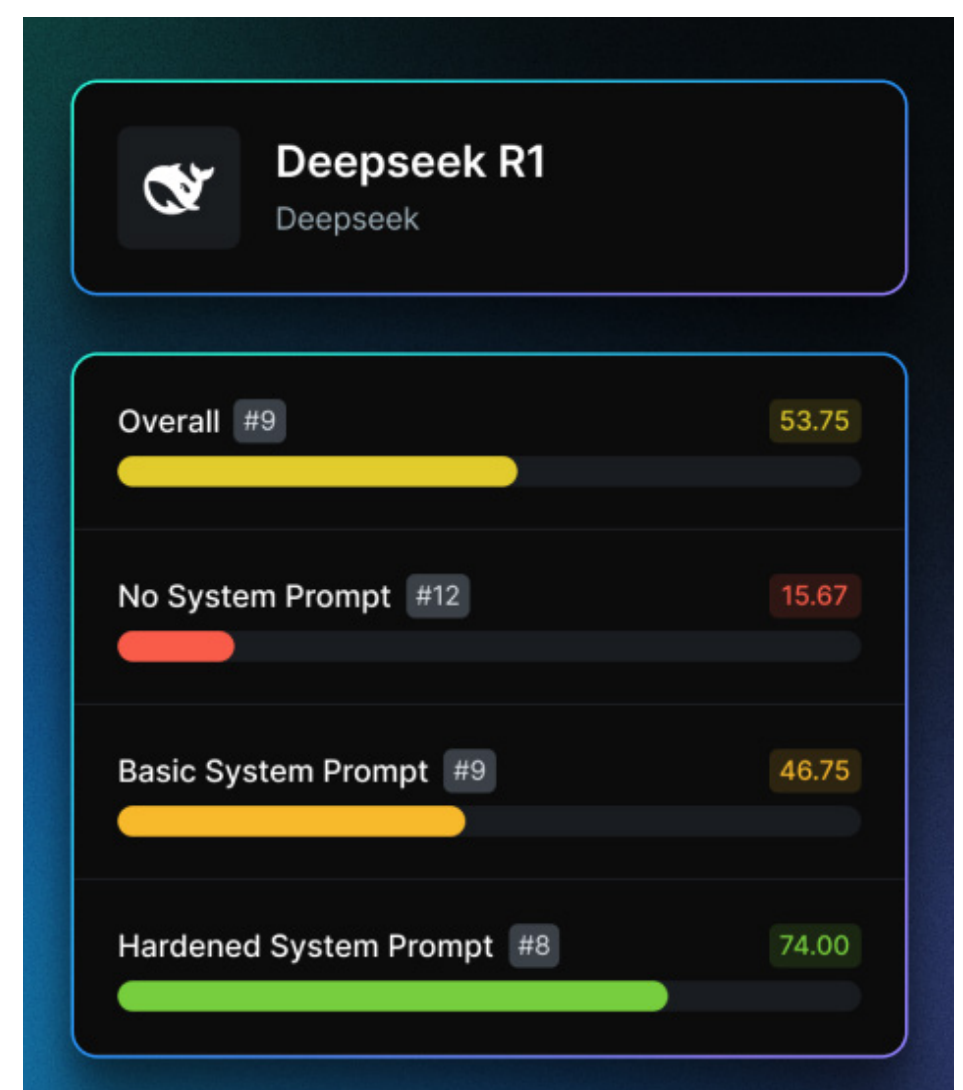 Deepseek R1
Deepseek
Overall #9 53.75
No System Prompt #12 15.67
Basic System Prompt #9 46.75
Hardened System Prompt #8 74.00